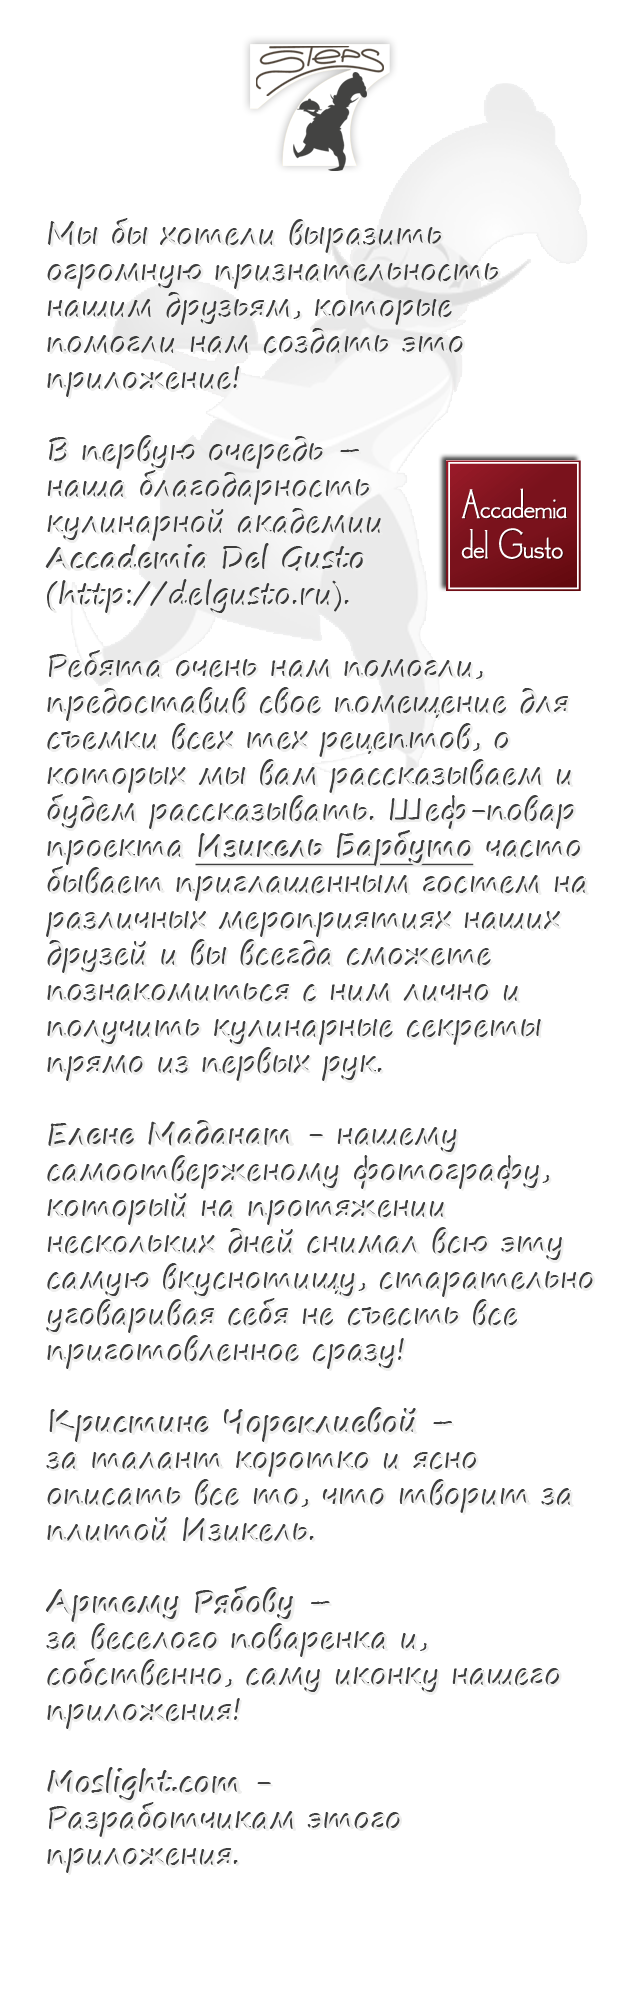 STEPS
7
Мы бы хотели выразить
огромную признательность
нашим друзьям, которые
помогли нам создать это
приложение!
В первую очередь –
наша благодарность
кулинарной академии
Accademia Del Gusto
(http://delgusto.ru).
Accademia
del Gusto
Ребята очень нам помогли,
предоставив свое помещение для
съемки всех тех рецептов, о
которых мы вам рассказываем и
будем рассказывать. Шеф-повар
проекта Изикель Барбуто часто
бывает приглашенным гостем на
различных мероприятиях наших
друзей и вы всегда сможете
познакомиться с ним лично и
получить кулинарные секреты
прямо из первых рук.
Елене Маданат - нашему
самоотверженому фотографу,
который на протяжении
нескольких дней снимал всю эту
самую вкуснотищу, старательно
уговаривая себя не съесть все
приготовленное сразу!
Кристине Чореклиевой –
за талант коротко и ясно
описать все то, что творит за
плитой Изикель.
Артему Рябову –
за веселого поваренка и,
собственно, саму иконку нашего
приложения!
Moslight.com -
Разработчикам этого
приложения.